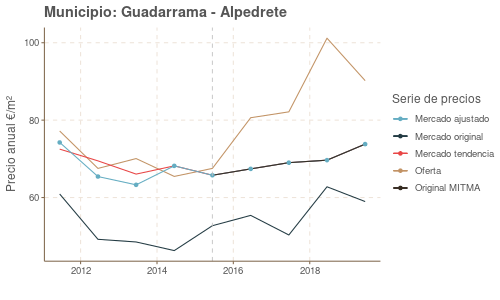 Municipio: Guadarrama - Alpedrete
Precio anual €/m²
100
80
60
2012
2014
2016
2018
Serie de precios
Mercado ajustado
Mercado original
Mercado tendencia
Oferta
Original MITMA